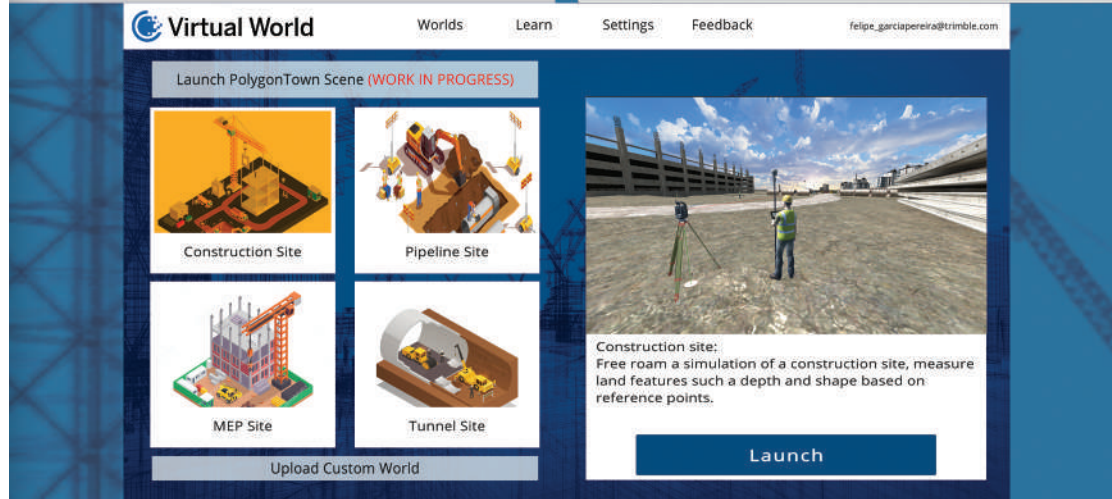 Virtual World
Worlds
Learn
Settings
Feedback
felipe_garciapereira@trimble.com
Launch PolygonTown Scene (WORK IN PROGRESS)
Construction Site
Pipeline Site
MEP Site
Tunnel Site
Upload Custom World
Construction site:
Free roam a simulation of a construction site, measure
land features such a depth and shape based on
reference points.
Launch